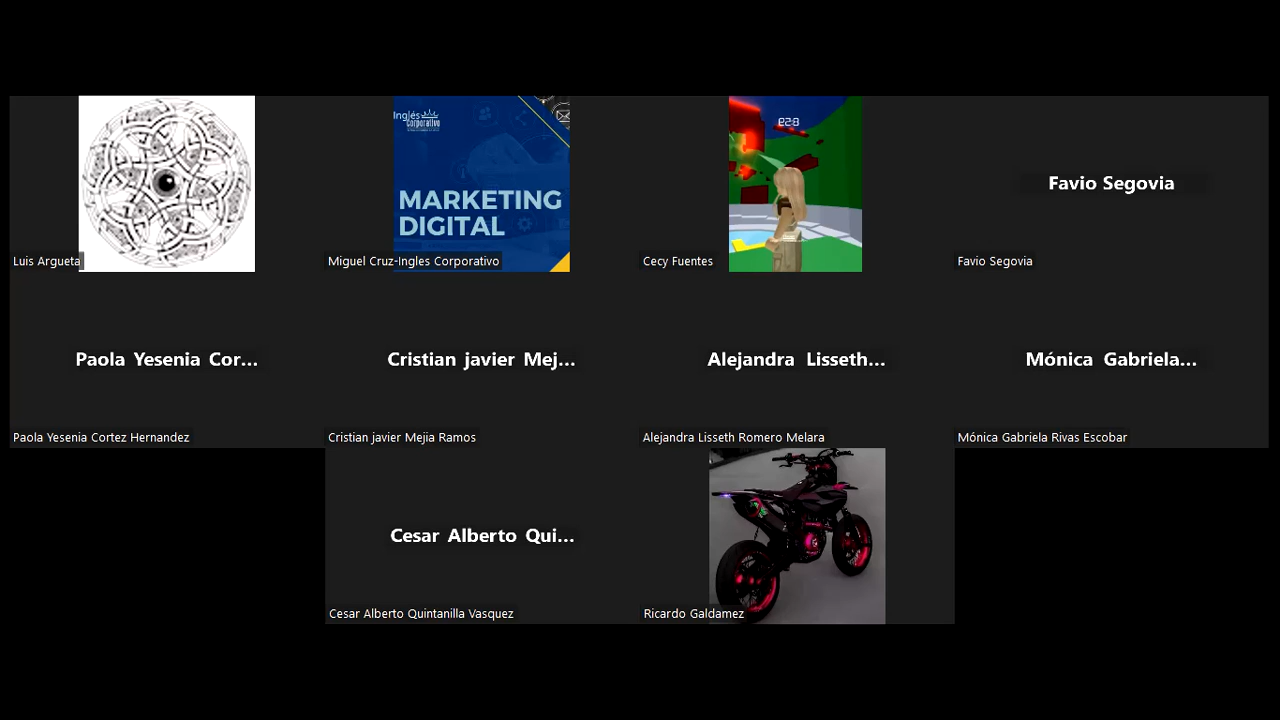 Inglés
Corporativo
MARKETING
DIGITAL
Favio Segovia
Luis Argueta
Miguel Cruz-Ingles Corporativo
Cecy Fuentes
Favio Segovia
Paola Yesenia Cor...
Cristian javier Mej...
Alejandra Lisseth...
Mónica Gabriela...
Paola Yesenia Cortez Hernandez
Cristian javier Mejia Ramos
Alejandra Lisseth Romero Melara
Mónica Gabriela Rivas Escobar
Cesar Alberto Qui...
Cesar Alberto Quintanilla Vasquez
Ricardo Galdamez